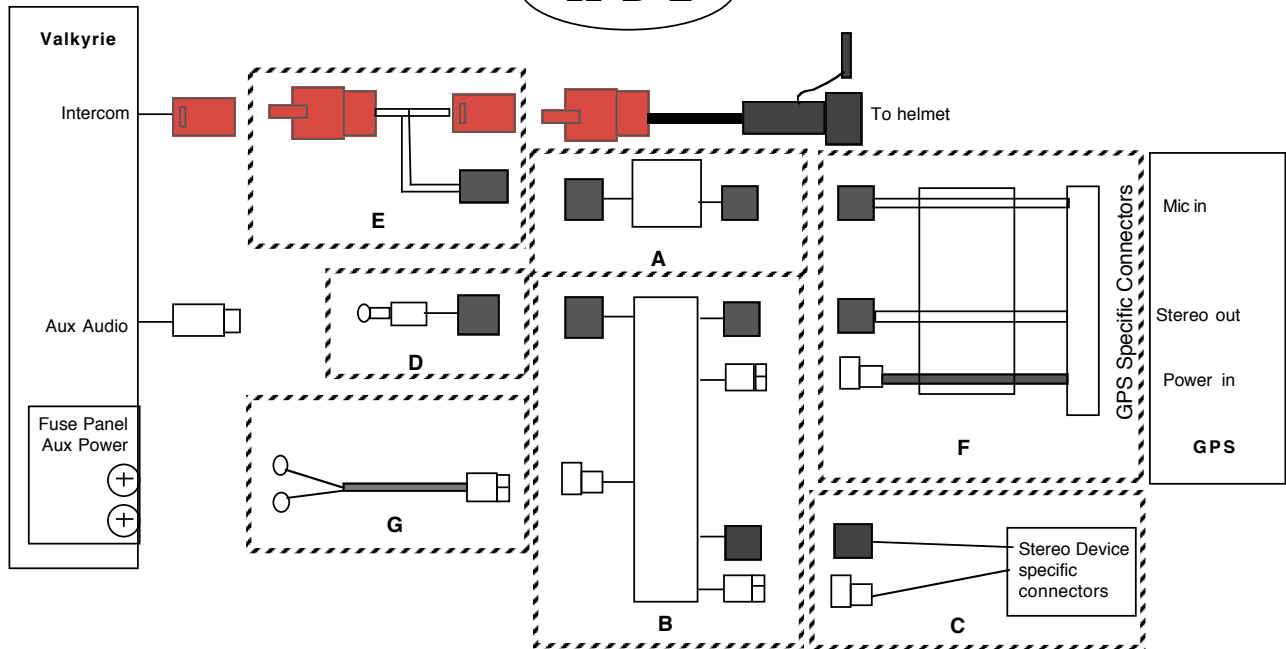 Valkyrie
Intercom
To helmet
E
A
GPS Specific Connectors
Mic in
Aux Audio
D
Stereo out
Power in
Fuse Panel
Aux Power
F
GPS
G
Stereo Device
specific
connectors
B
C